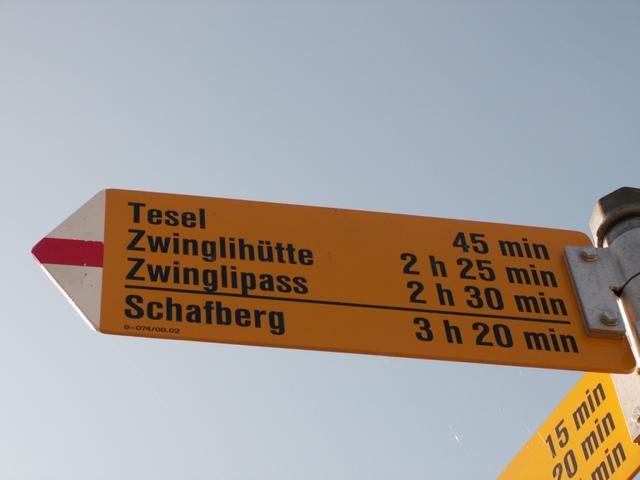 Tesel 45 min
Zwinglihütte 2 h 25 min
Zwinglipass 2 h 30 min
Schafberg 3 h 20 min
15 min
20 min
min